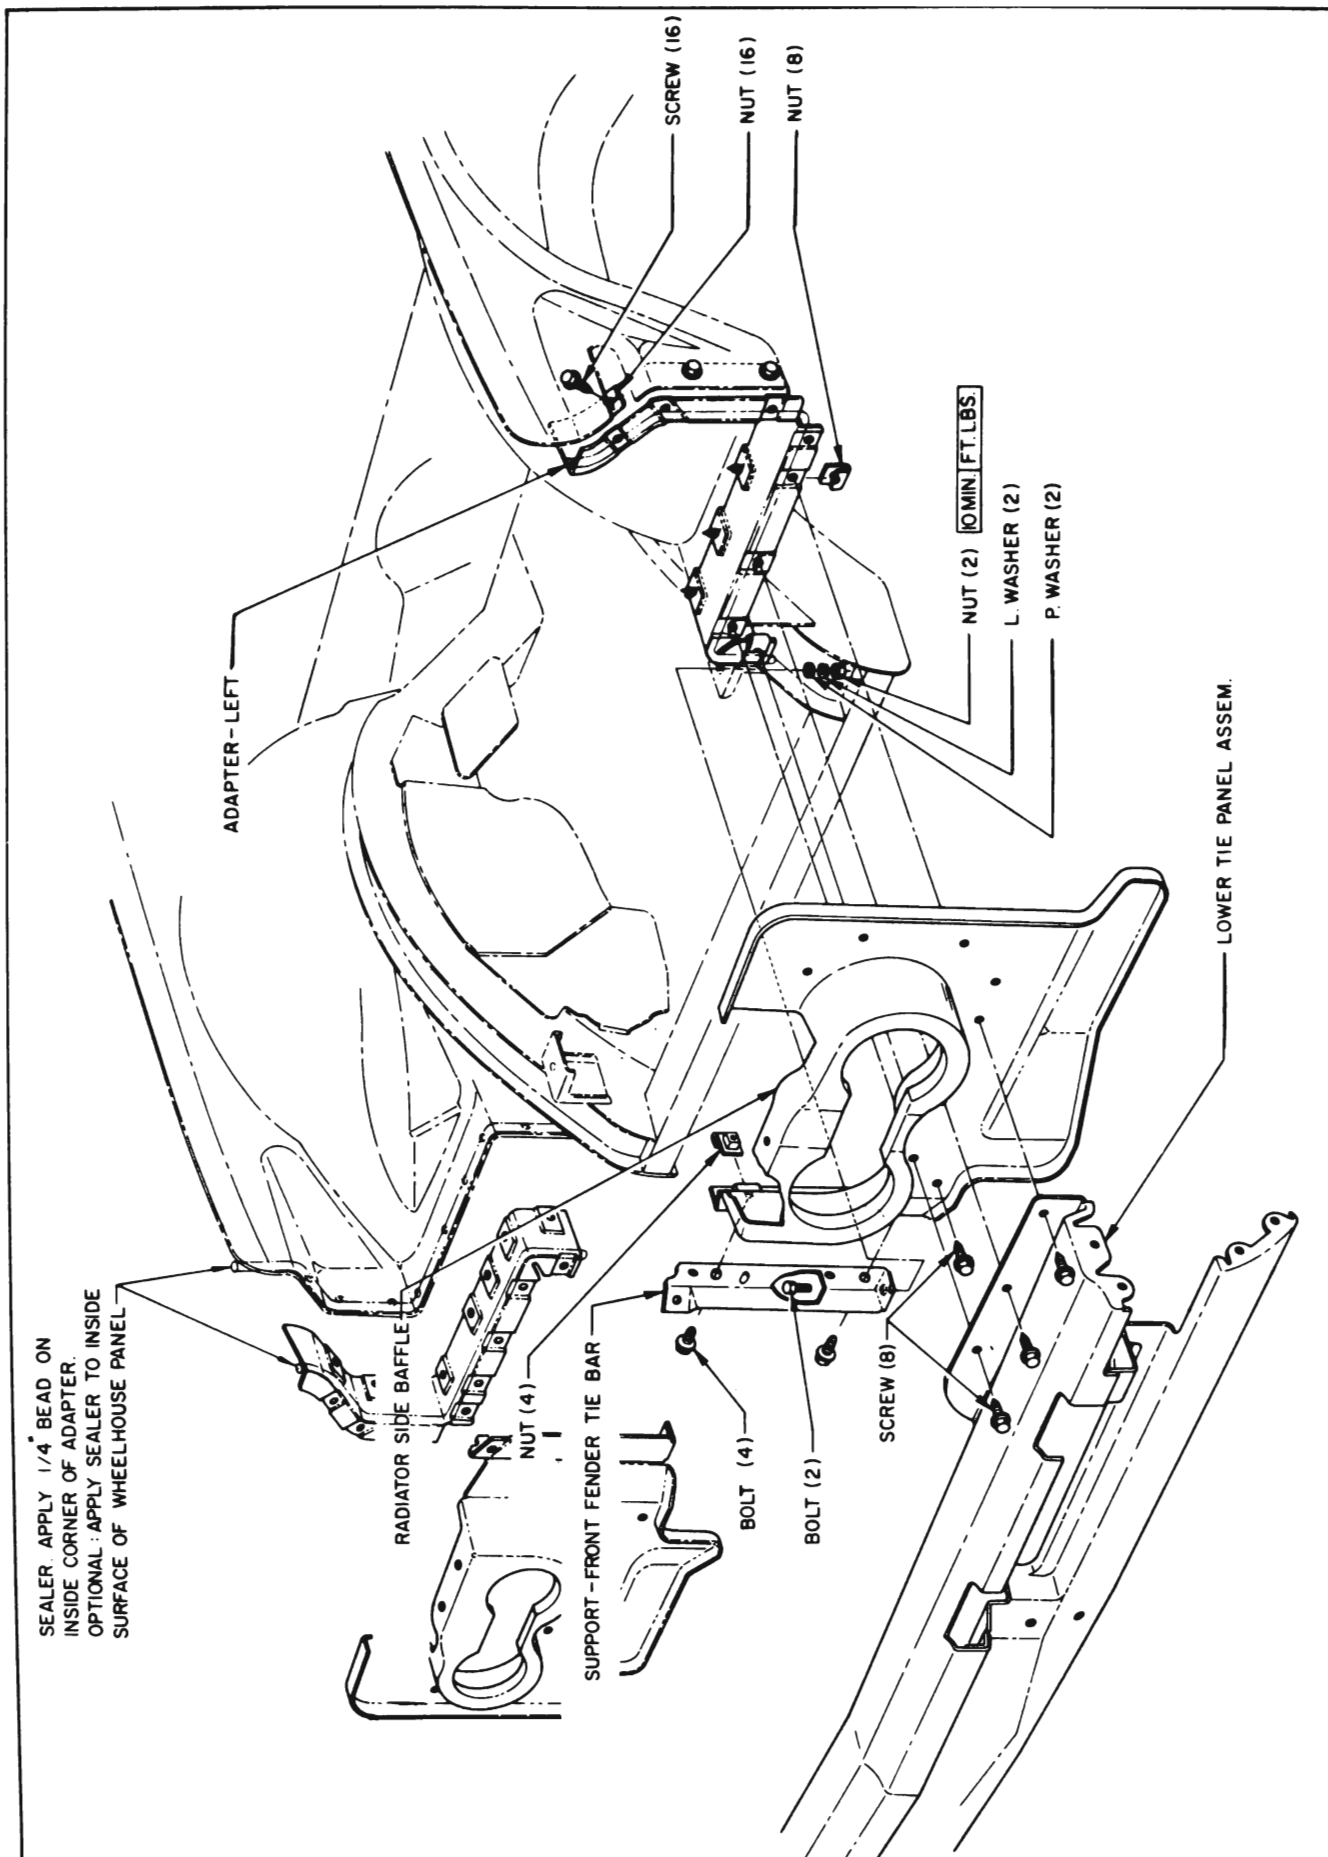 SEALER. APPLY 1/4" BEAD ON
INSIDE CORNER OF ADAPTER.
OPTIONAL: APPLY SEALER TO INSIDE
SURFACE OF WHEELHOUSE PANEL
RADIATOR SIDE BAFFLE
NUT (4)
SUPPORT-FRONT FENDER TIE BAR
BOLT (4)
BOLT (2)
SCREW (8)
ADAPTER-LEFT
LOWER TIE PANEL ASSEM.
NUT (2) 10 MIN. FT. LBS.
L. WASHER (2)
P. WASHER (2)
SCREW (16)
NUT (16)
NUT (8)